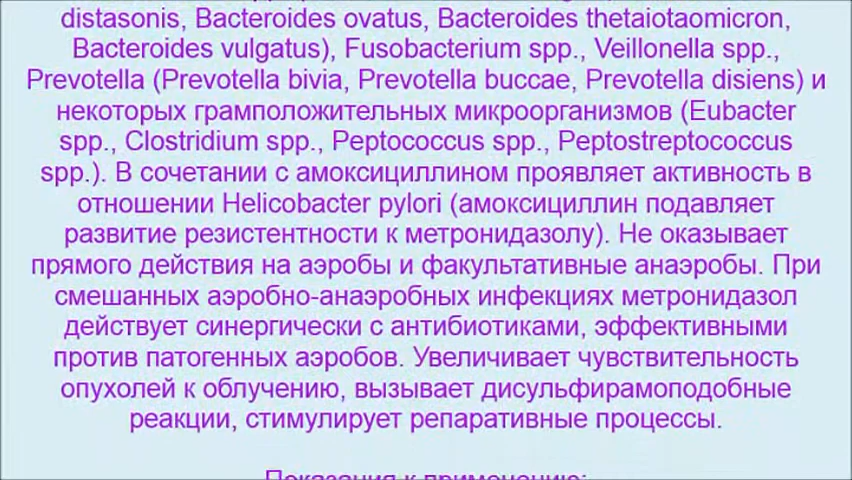 distasonis, Bacteroides ovatus, Bacteroides thetaiotaomicron,
Bacteroides vulgatus), Fusobacterium spp., Veillonella spp.,
Prevotella (Prevotella bivia, Prevotella buccae, Prevotella disiens) и
некоторых грамположительных микроорганизмов (Eubacter
spp., Clostridium spp., Peptococcus spp., Peptostreptococcus
spp.). В сочетании с амоксициллином проявляет активность в
отношении Helicobacter pylori (амоксициллин подавляет
развитие резистентности к метронидазолу). Не оказывает
прямого действия на аэробы и факультативные анаэробы. При
смешанных аэробно-анаэробных инфекциях метронидазол
действует синергически с антибиотиками, эффективными
против патогенных аэробов. Увеличивает чувствительность
опухолей к облучению, вызывает дисульфирамоподобные
реакции, стимулирует репаративные процессы.
Показания к применению: